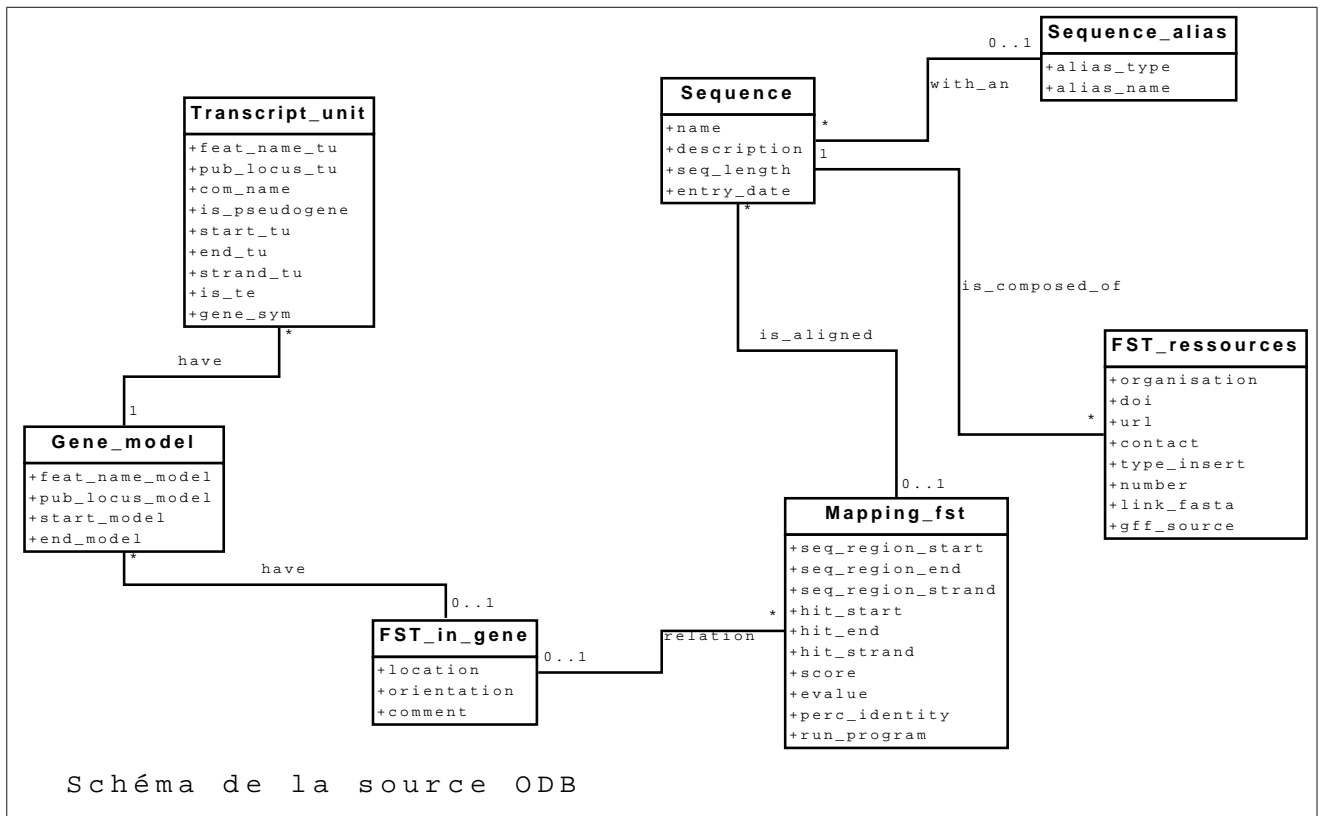 Sequence_alias
+alias_type
+alias_name
0..1
with_an
*
Sequence
+name
+description
+seq_length
+entry_date
1
*
Transcript_unit
+feat_name_tu
+pub_locus_tu
+com_name
+is_pseudogene
+start_tu
+end_tu
+strand_tu
+is_te
+gene_sym
*
have
1
is_composed_of
is_aligned
FST_ressources
+organisation
+doi
+url
+contact
+type_insert
+number
+link_fasta
+gff_source
*
Gene_model
+feat_name_model
+pub_locus_model
+start_model
+end_model
*
have
0..1
0..1
Mapping_fst
+seq_region_start
+seq_region_end
+seq_region_strand
+hit_start
+hit_end
+hit_strand
+score
+evalue
+perc_identity
+run_program
*
relation
0..1
FST_in_gene
+location
+orientation
+comment
Schéma de la source ODB